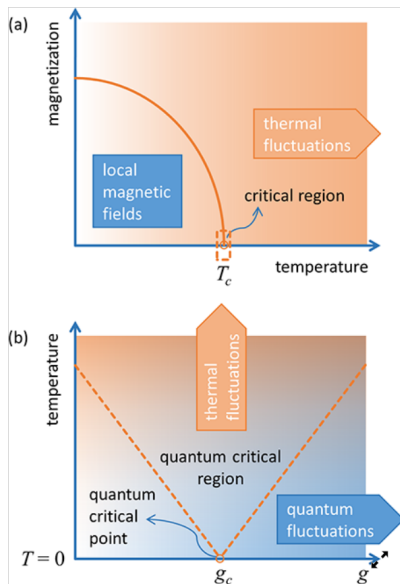 (a)
magnetization
thermal
fluctuations
local
magnetic
fields
critical region
T_c
temperature
(b)
temperature
thermal
fluctuations
quantum critical
region
quantum
critical
point
quantum
fluctuations
T = 0
g_c
g